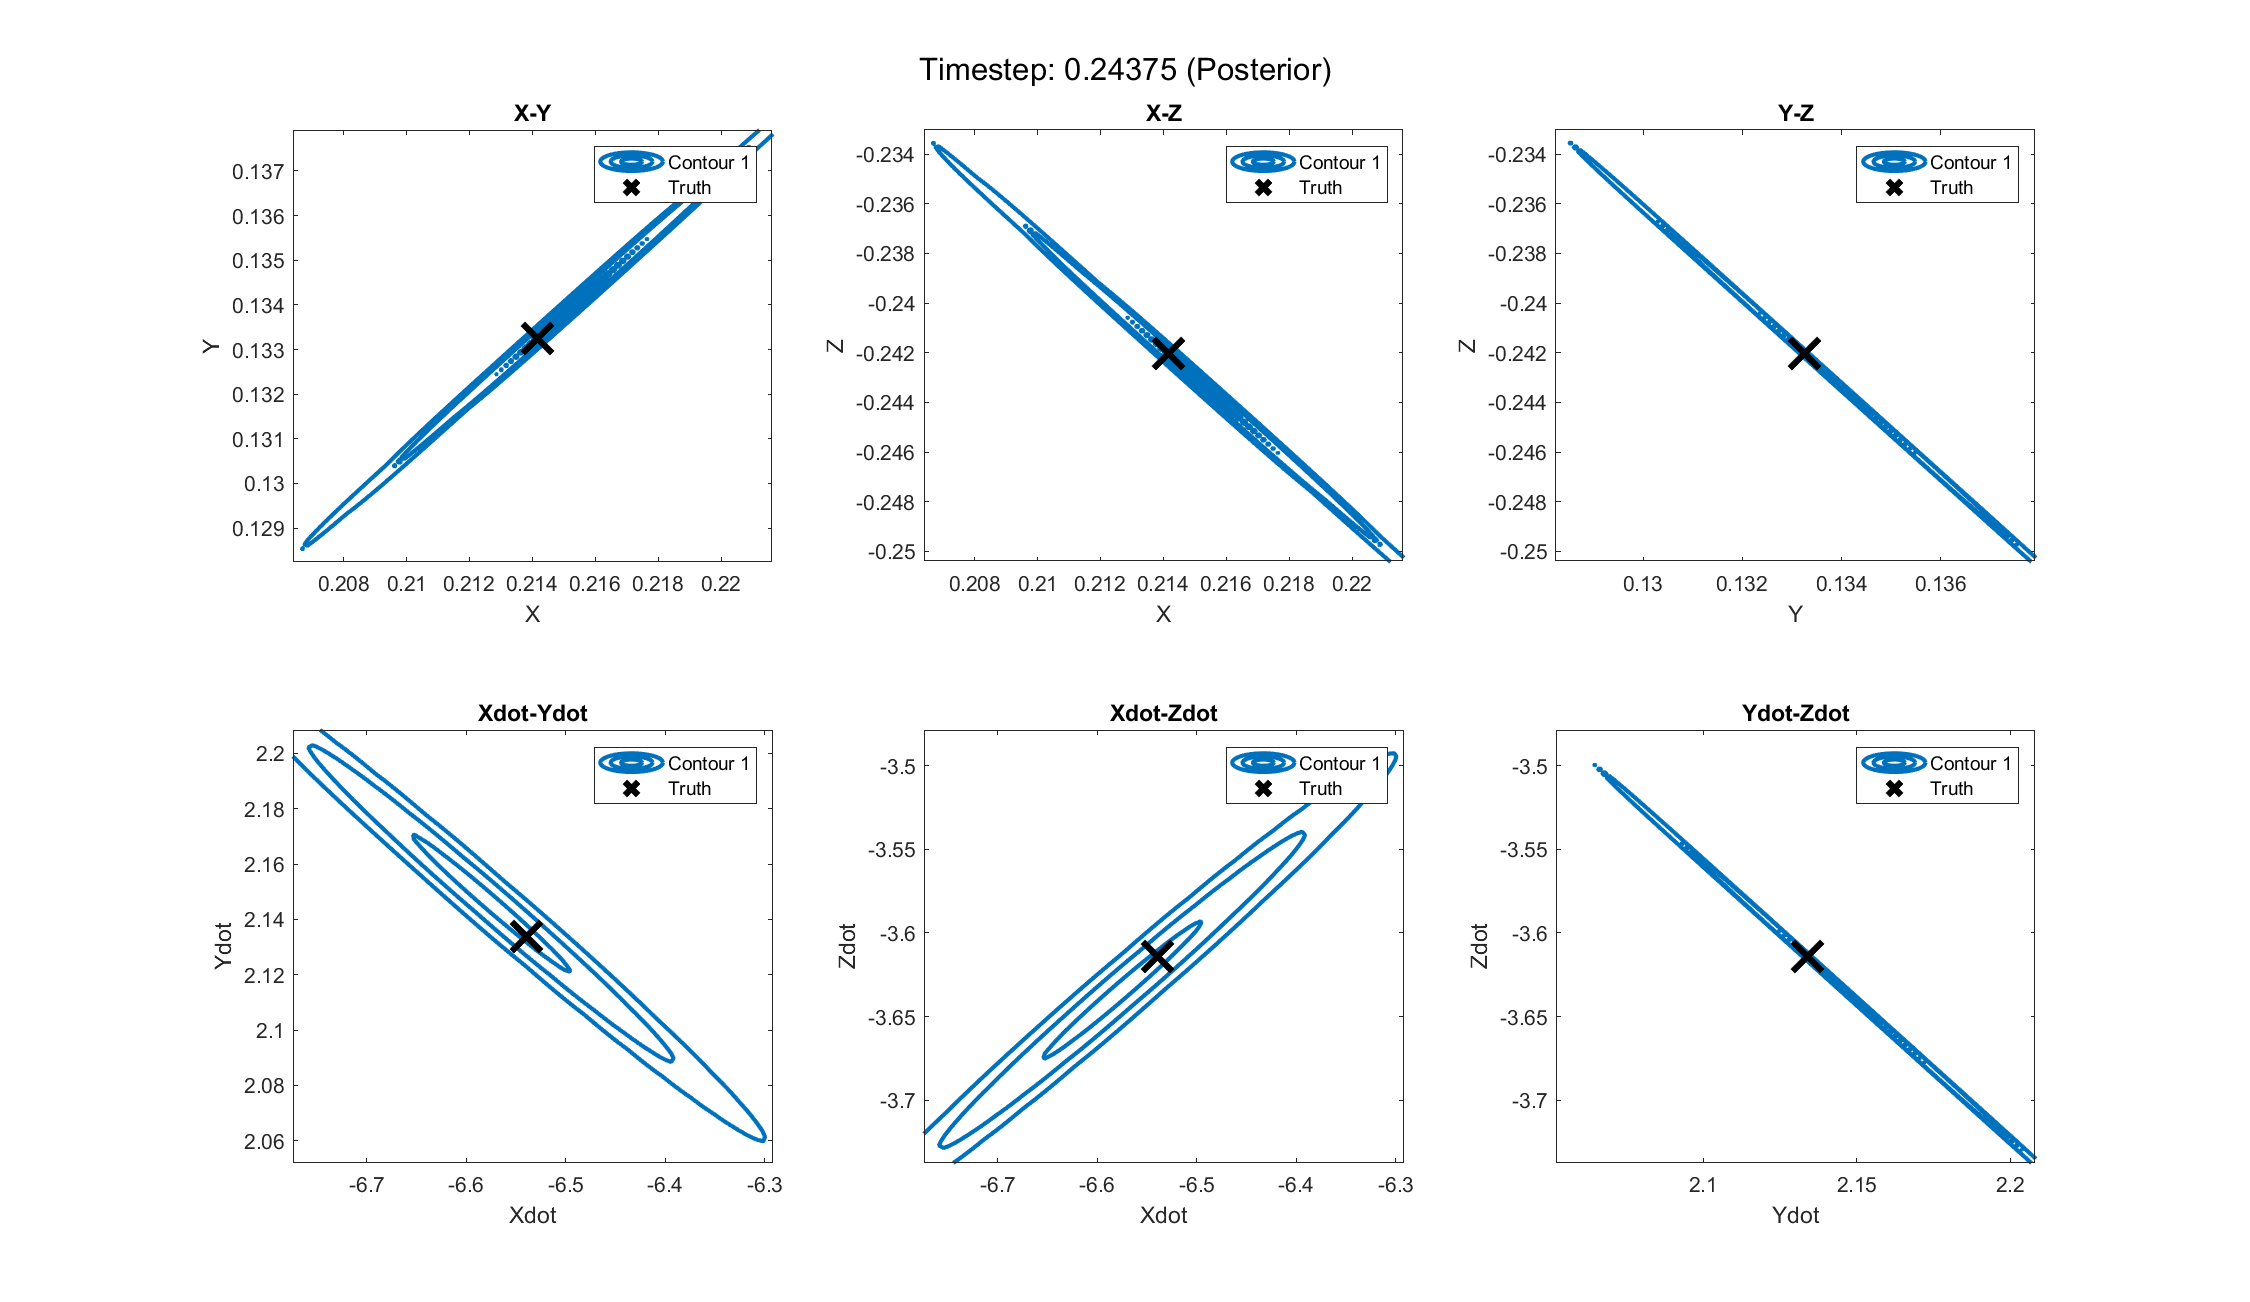 Timestep: 0.24375 (Posterior)
X-Y
0.137
0.136
0.135
0.134
0.133
0.132
0.131
0.13
0.129
Y
0.208 0.21 0.212 0.214 0.216 0.218 0.22
X
Contour 1
Truth
X-Z
-0.234
-0.236
-0.238
-0.24
-0.242
-0.244
-0.246
-0.248
-0.25
Z
0.208 0.21 0.212 0.214 0.216 0.218 0.22
X
Contour 1
Truth
Y-Z
-0.234
-0.236
-0.238
-0.24
-0.242
-0.244
-0.246
-0.248
-0.25
Z
0.13 0.132 0.134 0.136
Y
Contour 1
Truth
Xdot-Ydot
2.2
2.18
2.16
2.14
2.12
2.1
2.08
2.06
Ydot
-6.7 -6.6 -6.5 -6.4 -6.3
Xdot
Contour 1
Truth
Xdot-Zdot
-3.5
-3.55
-3.6
-3.65
-3.7
Zdot
-6.7 -6.6 -6.5 -6.4 -6.3
Xdot
Contour 1
Truth
Ydot-Zdot
-3.5
-3.55
-3.6
-3.65
-3.7
Zdot
2.1 2.15 2.2
Ydot
Contour 1
Truth